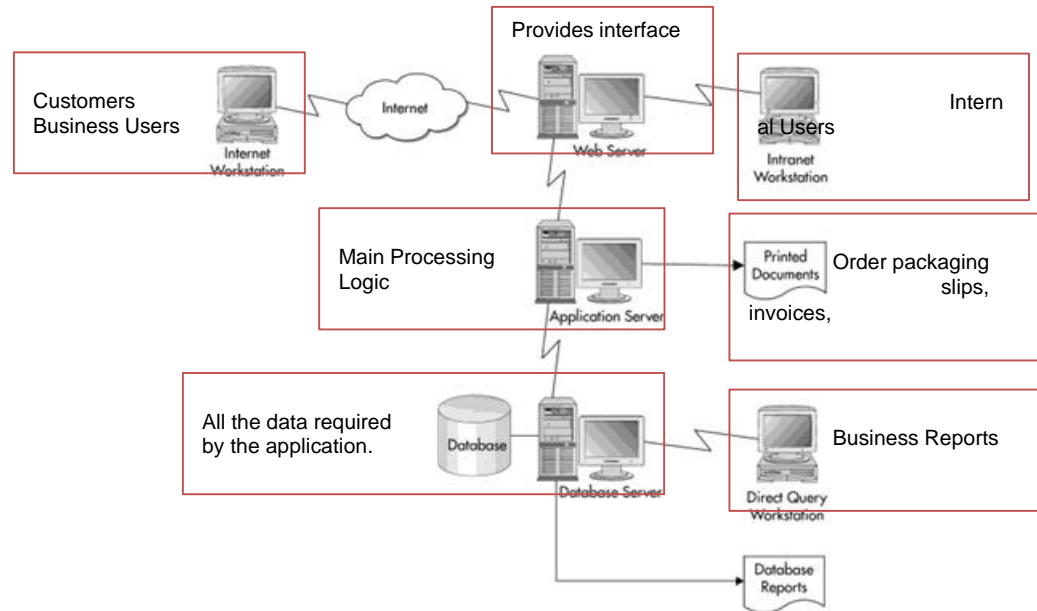 Provides interface
Customers
Business Users
Internet
Workstation
Internet
Web Server
Intern
al Users
Intranet
Workstation
Main Processing
Logic
Application Server
Printed
Documents
Order packaging
slips,
invoices,
All the data required
by the application.
Database
Database Server
Business Reports
Direct Query
Workstation
Database
Reports